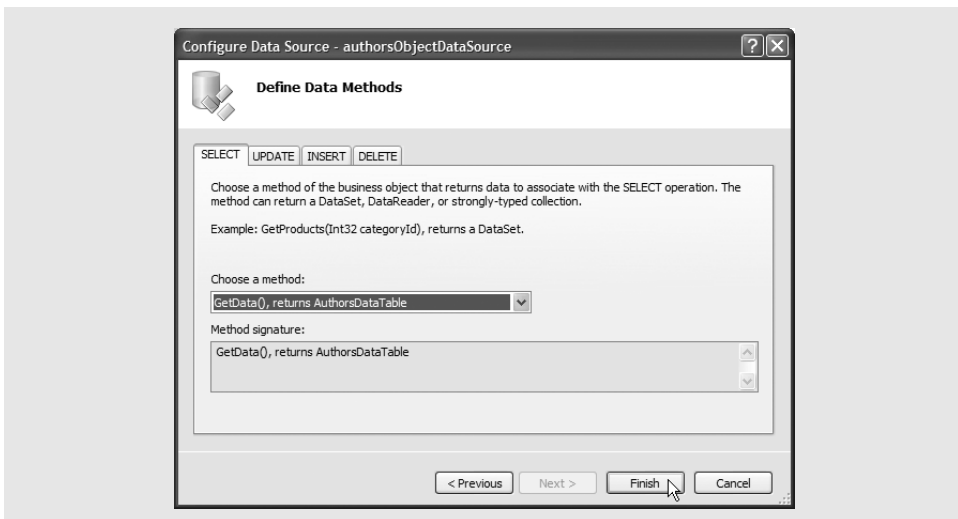 Configure Data Source - authorsObjectDataSource
Define Data Methods
SELECT UPDATE INSERT DELETE
Choose a method of the business object that returns data to associate with the SELECT operation. The
method can return a DataSet, DataReader, or strongly-typed collection.
Example: GetProducts(Int32 categoryId), returns a DataSet.
Choose a method:
GetData(), returns AuthorsDataTable
Method signature:
GetData(), returns AuthorsDataTable
< Previous Next > Finish Cancel